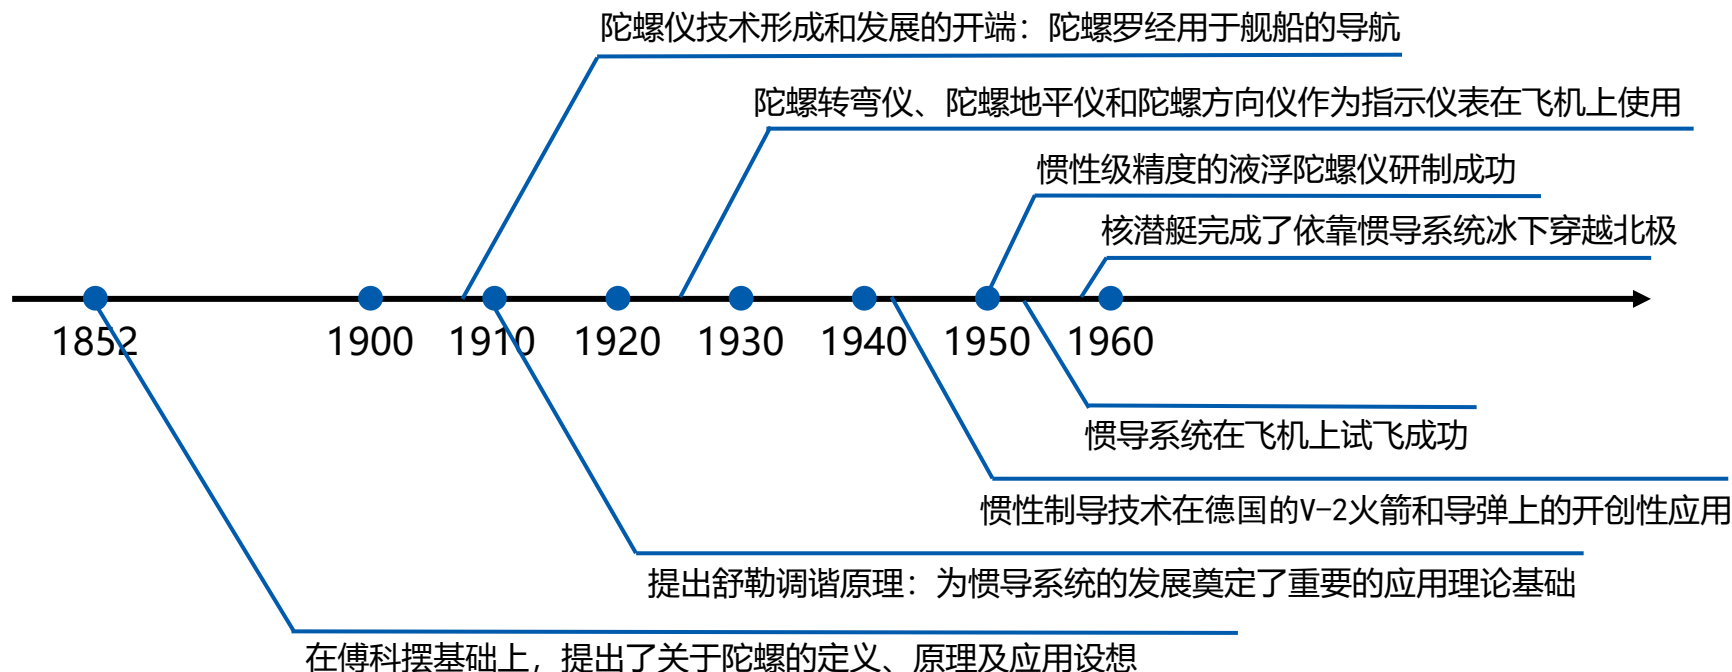 陀螺仪技术形成和发展的开端：陀螺罗经用于舰船的导航
陀螺转弯仪、陀螺地平仪和陀螺方向仪作为指示仪表在飞机上使用
惯性级精度的液浮陀螺仪研制成功
核潜艇完成了依靠惯导系统冰下穿越北极
1852 1900 1910 1920 1930 1940 1950 1960
惯导系统在飞机上试飞成功
惯性制导技术在德国的V-2火箭和导弹上的开创性应用
提出舒勒调谐原理：为惯导系统的发展奠定了重要的应用理论基础
在傅科摆基础上，提出了关于陀螺的定义、原理及应用设想